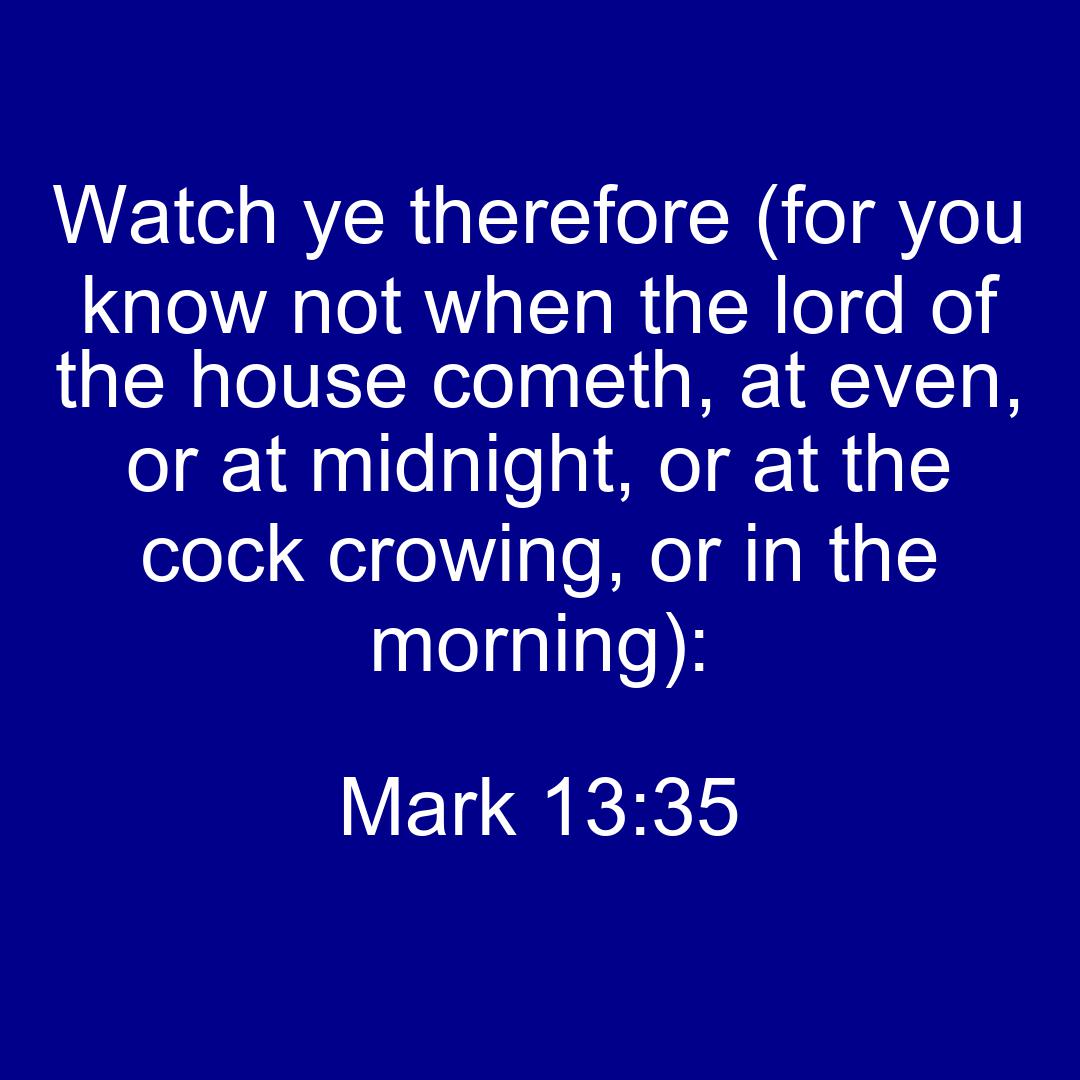 Watch ye therefore (for you
know not when the lord of
the house cometh, at even,
or at midnight, or at the
cock crowing, or in the
morning):
Mark 13:35